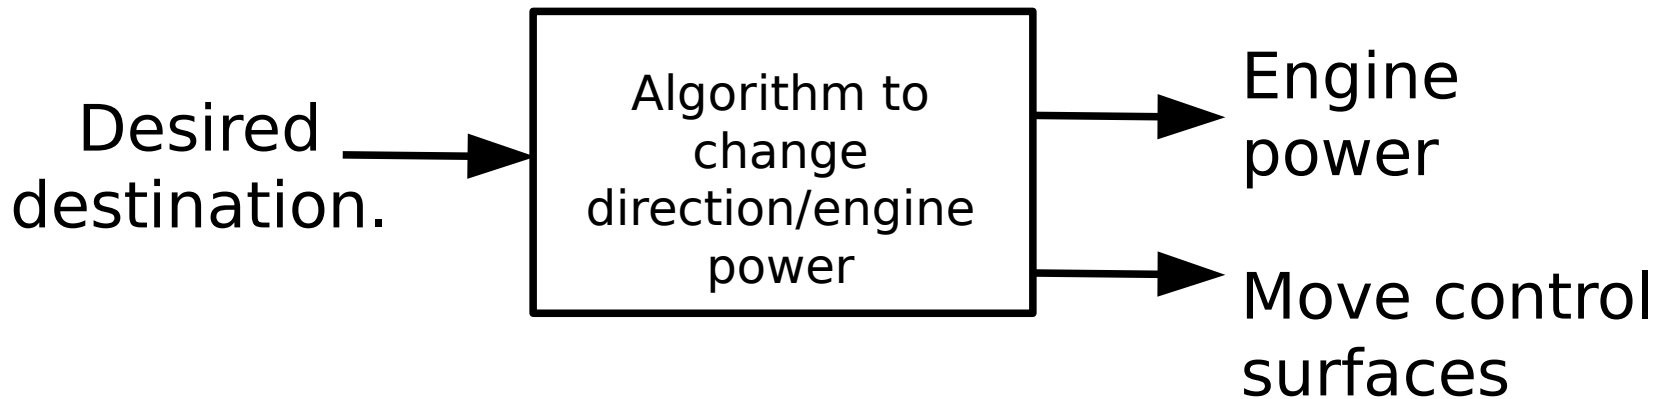 Desired
destination.
Algorithm to
change
direction/engine
power
Engine
power
Move control
surfaces